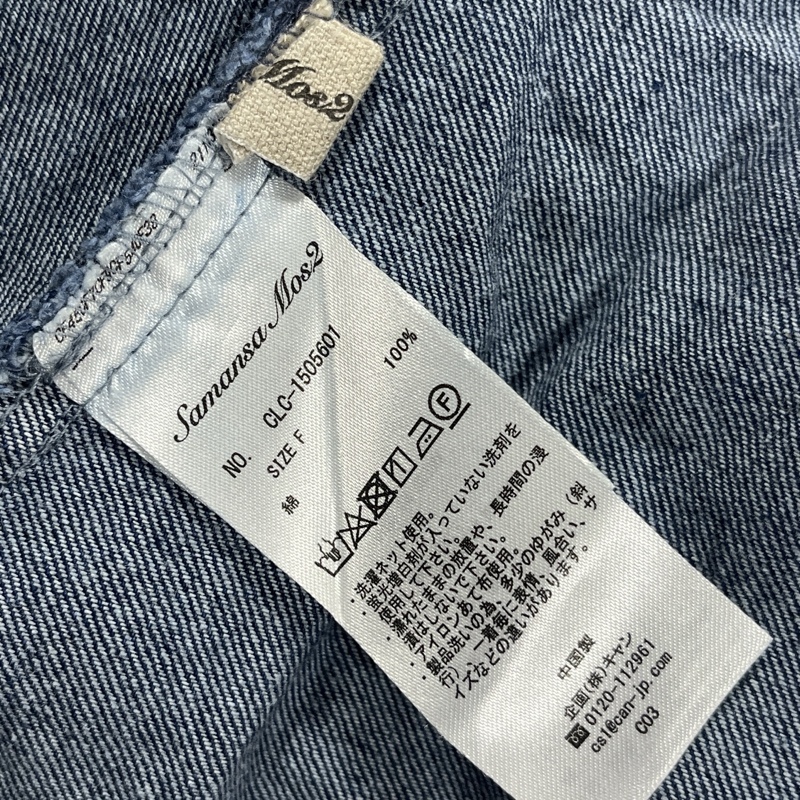 Mos2
Samansa Mos2
NO. CLC-1505601
SIZE F
綿 100%
F
・洗濯ネット使用。
・蛍光増白剤が入っていない洗剤を
使用して下さい。
・濡れたままの放置や、長時間の浸
漬はしないで下さい。
・アイロンあて布使用。
・製品洗いの為、多少のゆがみ（斜
行）、一着毎に表情、風合い、サ
イズなどの違いがあります。
中国製
企画(株)キャン
0120-112961
csl@can-jp.com
C03